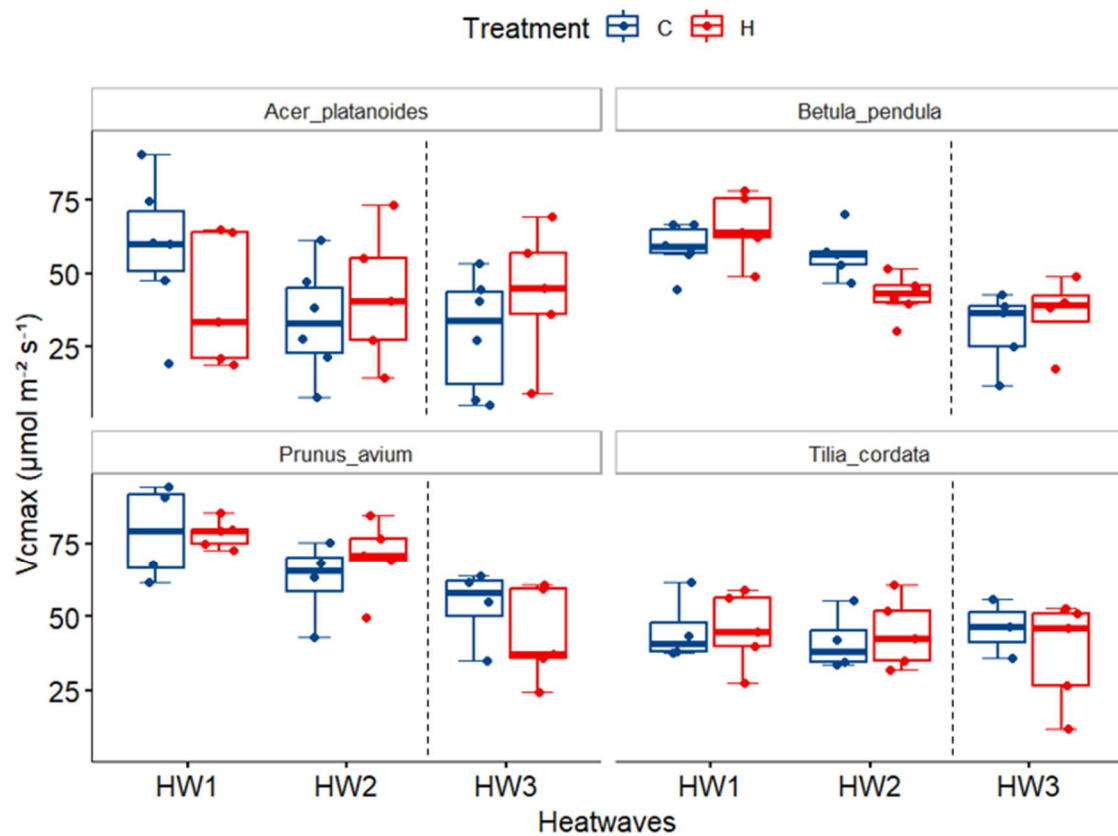 Treatment C H
Acer_platanoides Betula_pendula
75
50
25
Prunus_avium Tilia_cordata
75
50
25
Vcmax (µmol m⁻² s⁻¹)
HW1 HW2 HW3 HW1 HW2 HW3
Heatwaves